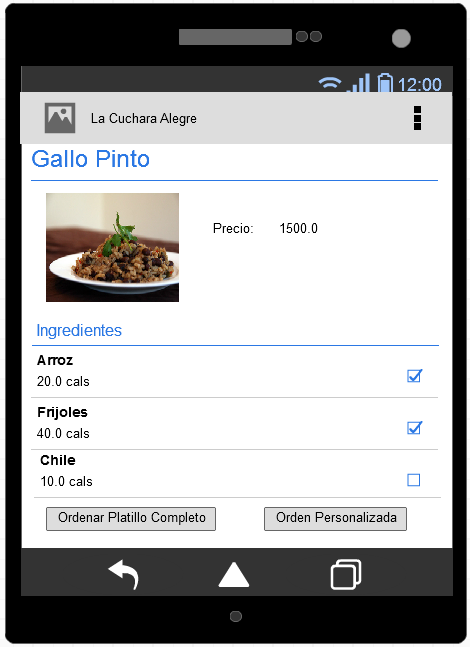 12:00
La Cuchara Alegre
Gallo Pinto
Precio: 1500.0
Ingredientes
Arroz
20.0 cals
Frijoles
40.0 cals
Chile
10.0 cals
Ordenar Platillo Completo Orden Personalizada